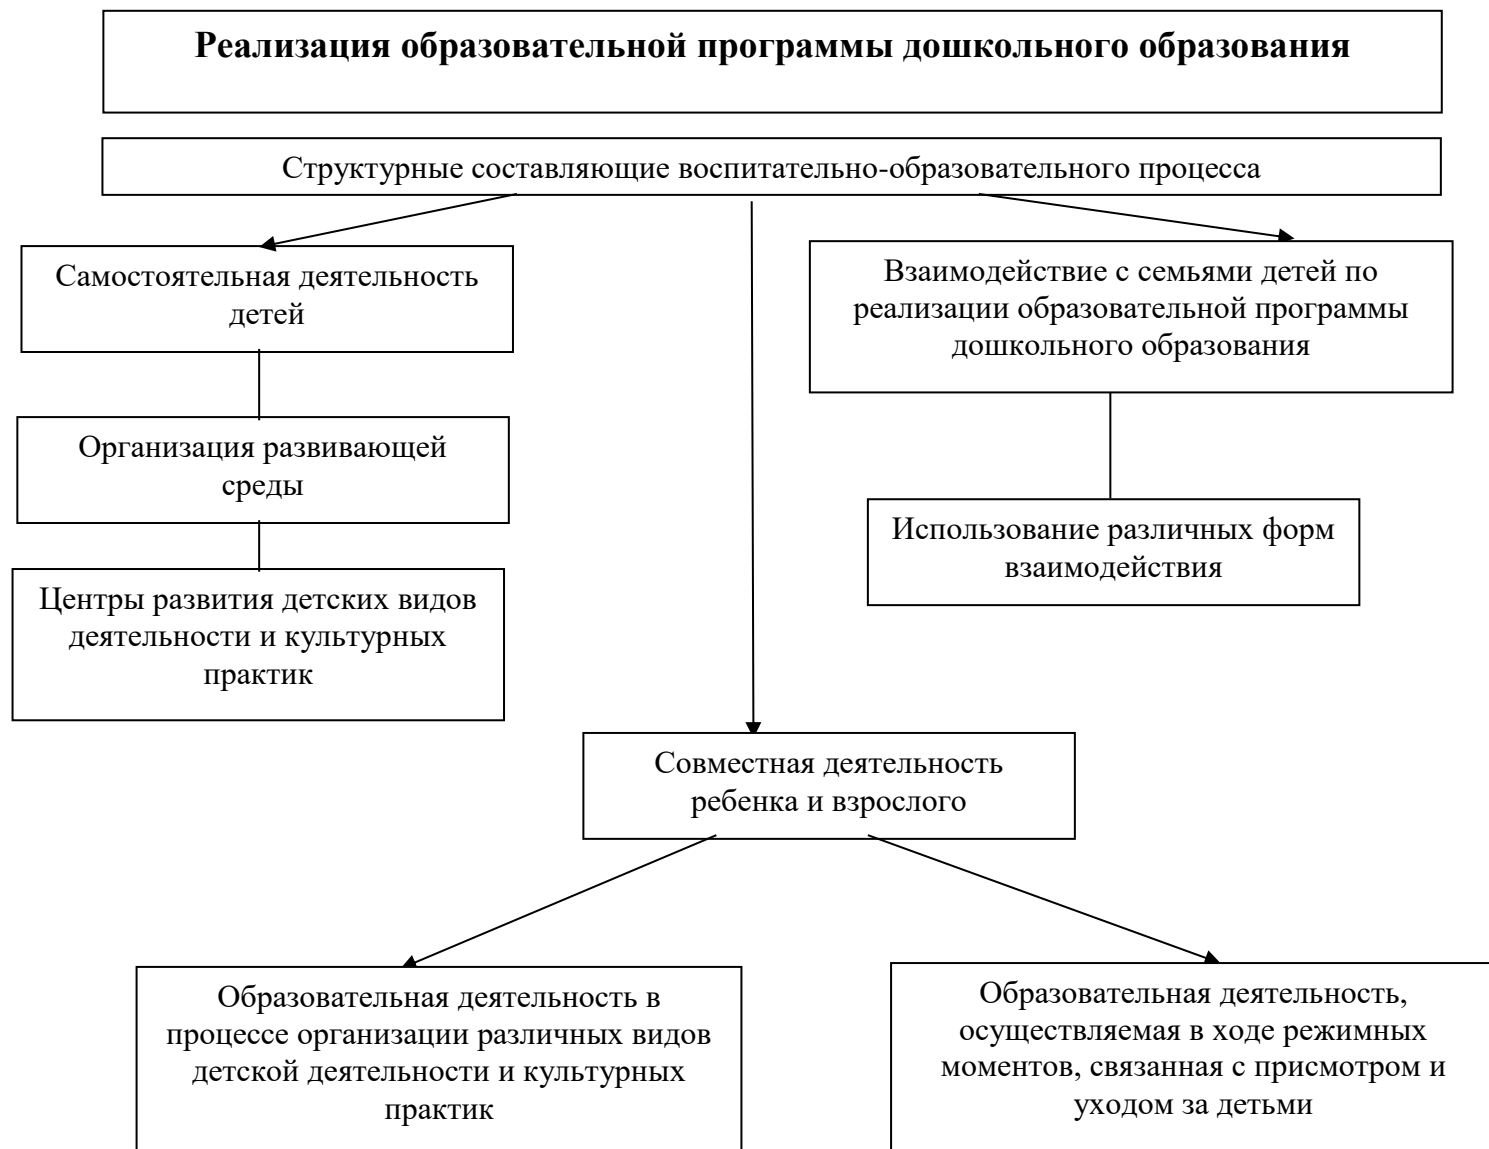 Реализация образовательной программы дошкольного образования
Структурные составляющие воспитательно-образовательного процесса
Самостоятельная деятельность
детей
Взаимодействие с семьями детей по
реализации образовательной программы
дошкольного образования
Организация развивающей
среды
Использование различных форм
взаимодействия
Центры развития детских видов
деятельности и культурных
практик
Совместная деятельность
ребенка и взрослого
Образовательная деятельность в
процессе организации различных видов
детской деятельности и культурных
практик
Образовательная деятельность,
осуществляемая в ходе режимных
моментов, связанная с присмотром и
уходом за детьми